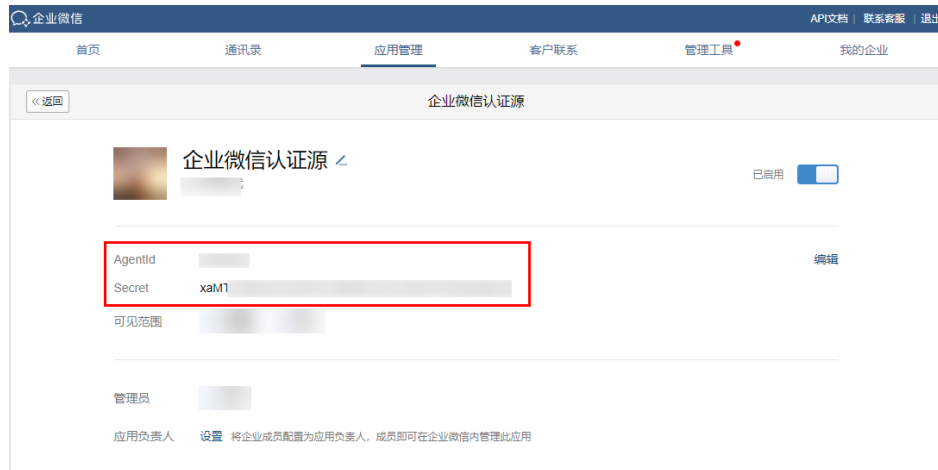 企业微信 API文档 | 联系客服 | 退出
首页 通讯录 应用管理 客户联系 管理工具 我的企业
«返回 企业微信认证源
企业微信认证源
已启用
AgentId 编辑
Secret xaMT
可见范围
管理员
应用负责人 设置 将企业成员配置为应用负责人，成员即可在企业微信内管理此应用